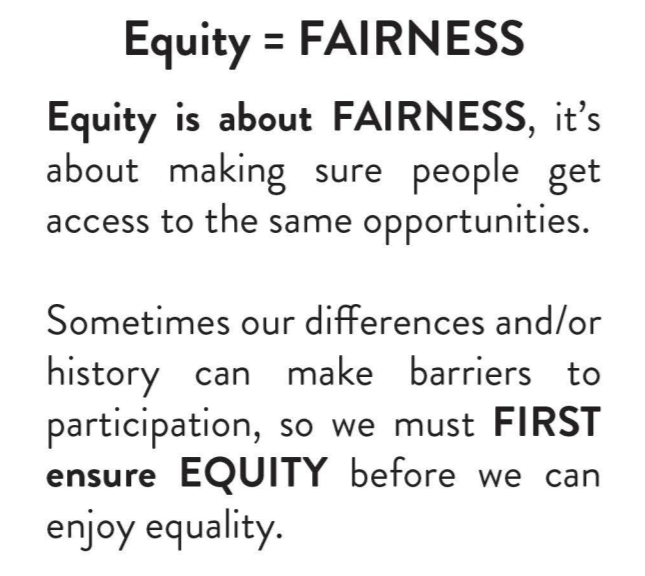 Equity = FAIRNESS
Equity is about FAIRNESS, it's
about making sure people get
access to the same opportunities.
Sometimes our differences and/or
history can make barriers to
participation, so we must FIRST
ensure EQUITY before we can
enjoy equality.